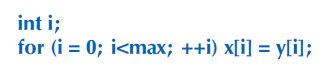 int i;
for (i = 0; i<max; ++i) x[i] = y[i];